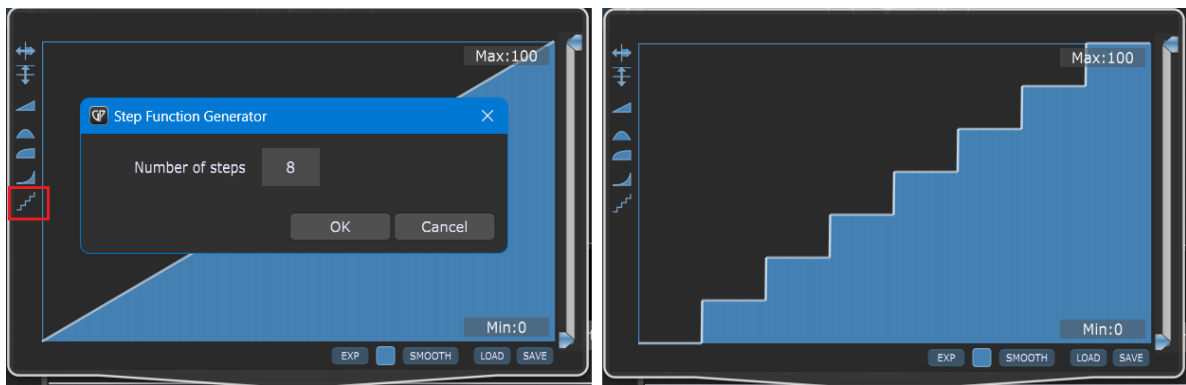 Max:100
Step Function Generator
Number of steps 8
OK Cancel
Min:0
EXP SMOOTH LOAD SAVE
Max:100
Min:0
EXP SMOOTH LOAD SAVE